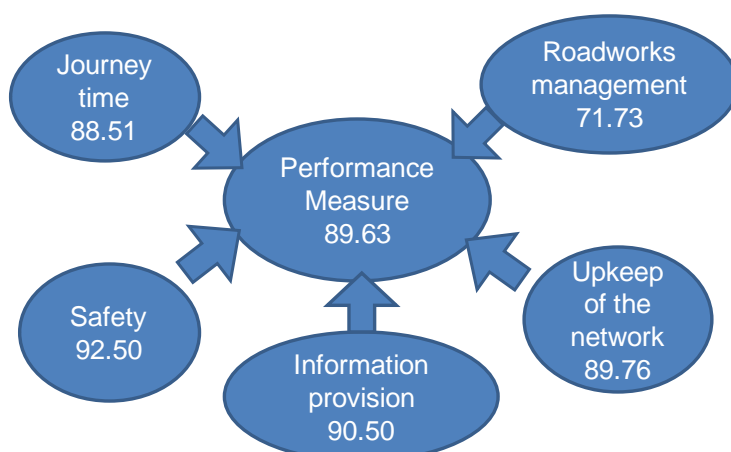 Journey
time
88.51
Roadworks
management
71.73
Performance
Measure
89.63
Safety
92.50
Information
provision
90.50
Upkeep
of the
network
89.76